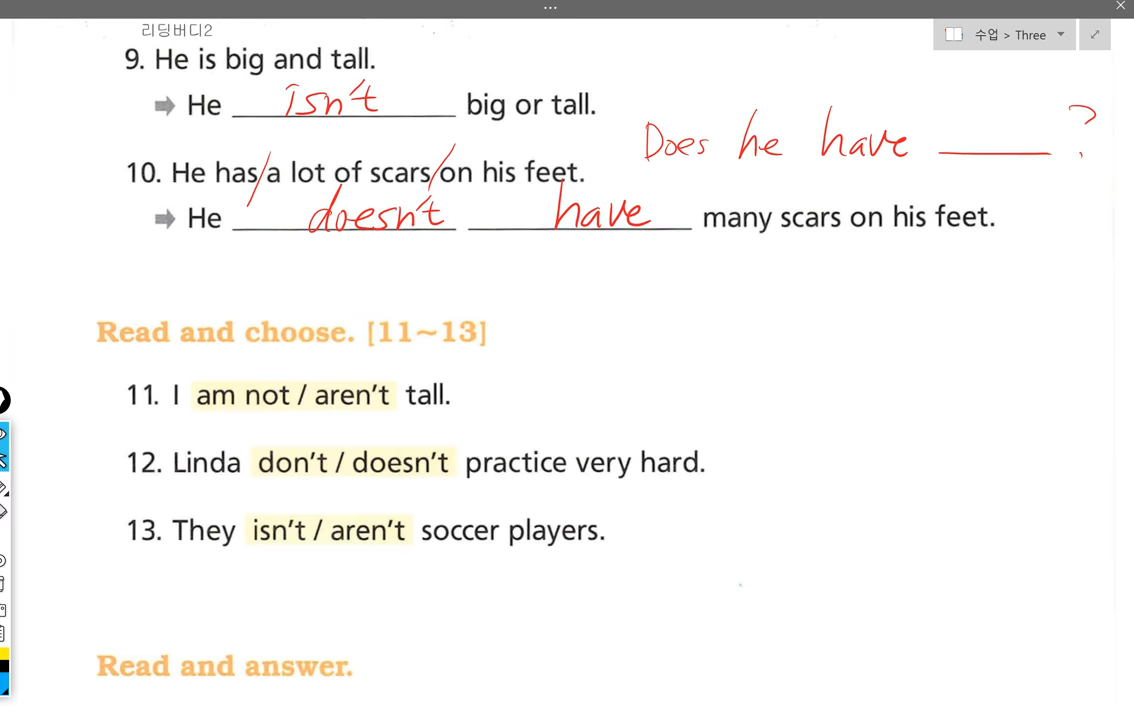 리딩버디2
수업 > Three
9. He is big and tall.
➡ He isn't big or tall.
Does he have ____?
10. He has/a lot of scars/on his feet.
➡ He doesn't have many scars on his feet.
Read and choose. [11~13]
11. I am not / aren't tall.
12. Linda don't / doesn't practice very hard.
13. They isn't / aren't soccer players.
Read and answer.